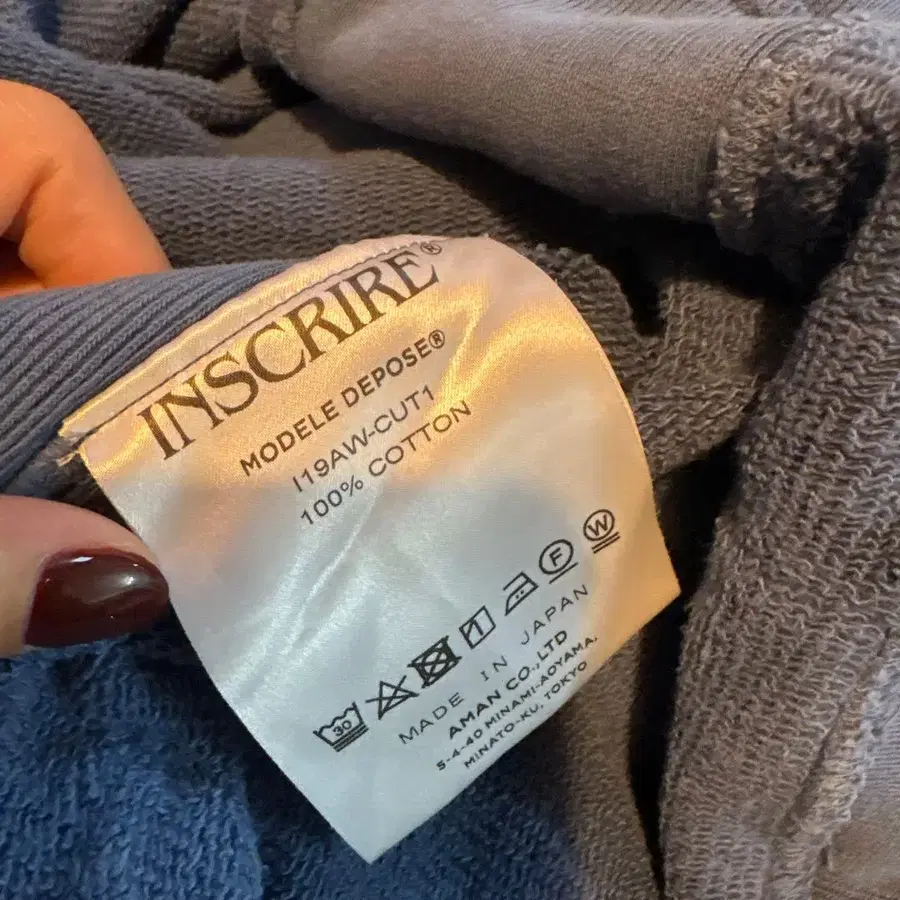 INSCRIRE®
MODELE DEPOSE®
I19AW-CUT1
100% COTTON
30 F W
MADE IN JAPAN
AMAN CO.,LTD
5-4-40 MINAMI-AOYAMA,
MINATO-KU, TOKYO